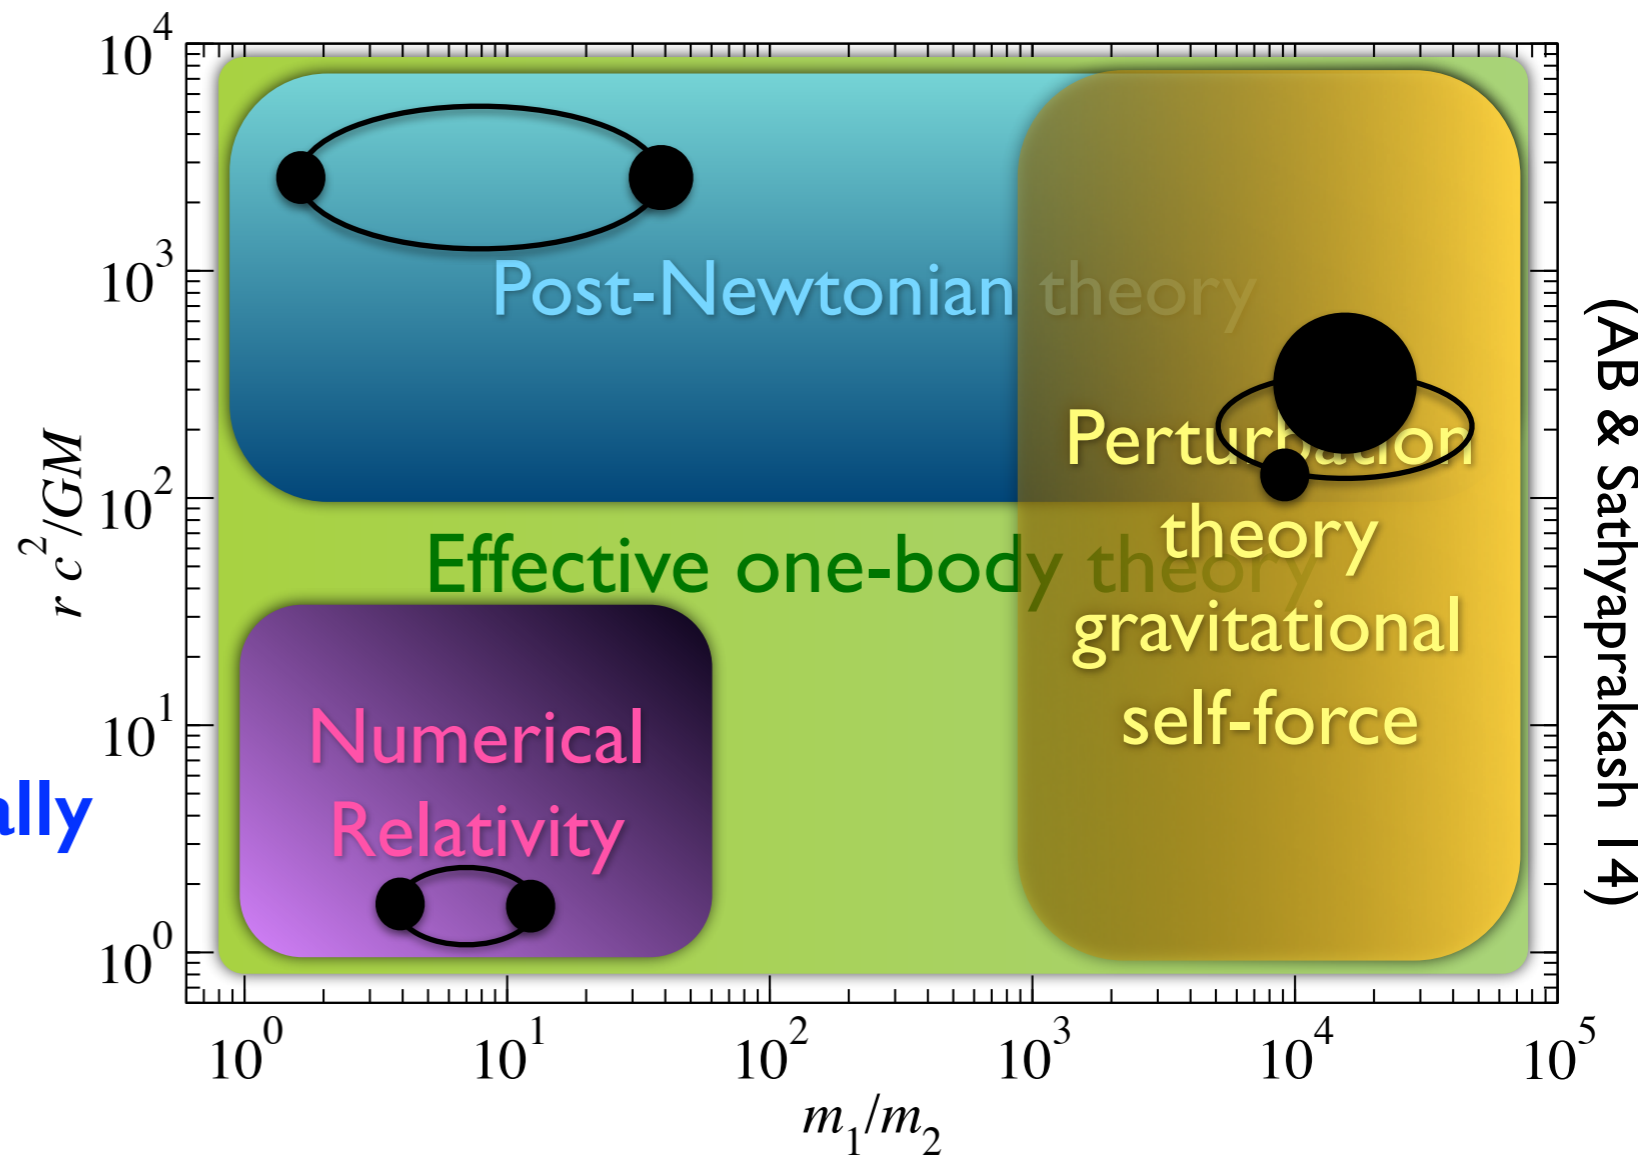 10^4
10^3
10^2
10^1
10^0
r c^2/GM
Post-Newtonian theory
Effective one-body theory
Perturbation
theory
gravitational
self-force
Numerical
Relativity
ally
10^0 10^1 10^2 10^3 10^4 10^5
m_1/m_2
(AB & Sathyaprakash 14)